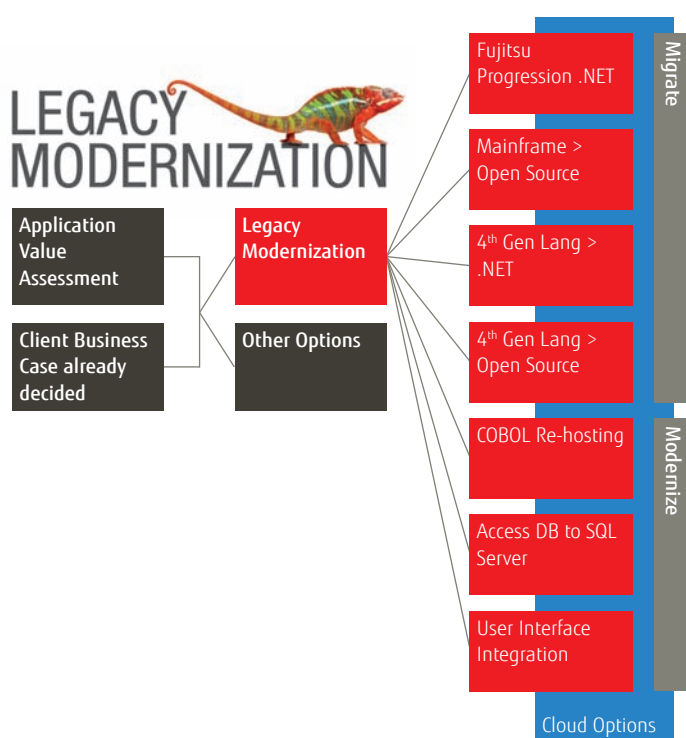 LEGACY
MODERNIZATION
Application
Value
Assessment
Client Business
Case already
decided
Legacy
Modernization
Other Options
Fujitsu
Progression .NET
Mainframe >
Open Source
4th Gen Lang >
.NET
4th Gen Lang >
Open Source
COBOL Re-hosting
Access DB to SQL
Server
User Interface
Integration
Migrate
Modernize
Cloud Options